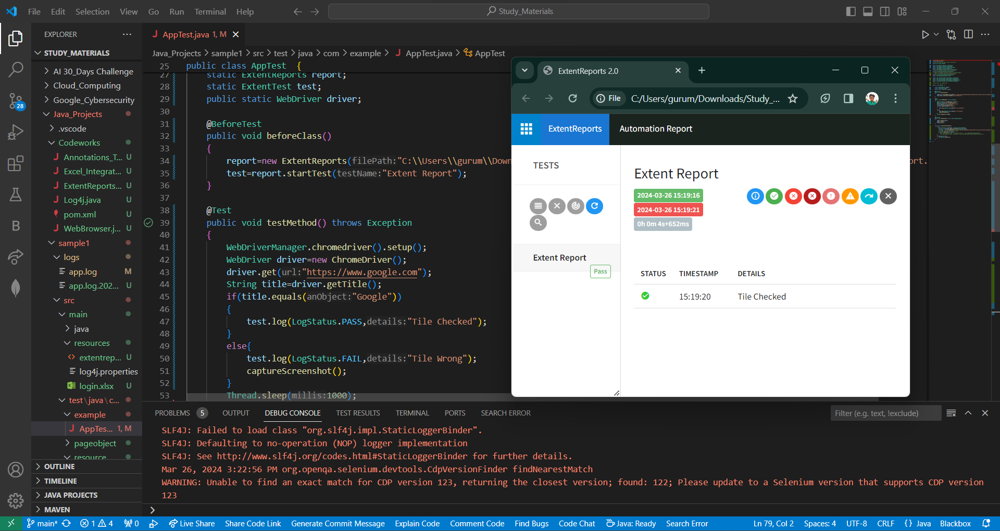 File Edit Selection View Go Run Terminal Help
Study_Materials
EXPLORER
STUDY_MATERIALS
AI 30_Days Challenge
Cloud_Computing
Google_Cybersecurity
Java_Projects
.vscode
Codeworks
Annotations_T... U
Excel_Integrat... U
ExtentReports... U
Log4j.java U
pom.xml U
WebBrowser.j... U
sample1
logs
app.log M
app.log.202... U
src
main
java
resources
extentrep... U
log4j.properties
login.xlsx U
test\java\c...
example
AppTes... 1, M
pageobject
resource
OUTLINE
TIMELINE
JAVA PROJECTS
MAVEN
28
B
AppTest.java 1, M
Java_Projects > sample1 > src > test > java > com > example > AppTest.java > AppTest
25 public class AppTest {
27 static ExtentReports report;
28 static ExtentTest test;
29 public static WebDriver driver;
30
31 @BeforeTest
32 public void beforeClass()
33 {
34 report=new ExtentReports(filePath:"C:\\Users\\gurum\\Down
ort.
35 test=report.startTest(testName:"Extent Report");
36 }
37
38 @Test
39 public void testMethod() throws Exception
40 {
41 WebDriverManager.chromedriver().setup();
42 WebDriver driver=new ChromeDriver();
43 driver.get(url:"https://www.google.com");
44 String title=driver.getTitle();
45 if(title.equals(anObject:"Google"))
46 {
47 test.log(LogStatus.PASS,details:"Tile Checked");
48 }
49 else{
50 test.log(LogStatus.FAIL,details:"Tile Wrong");
51 captureScreenshot();
52 }
53 Thread.sleep(millis:1000);
ExtentReports 2.0
File C:/Users/gurum/Downloads/Study_...
ExtentReports Automation Report
TESTS
Extent Report
Pass
Extent Report
2024-03-26 15:19:16
2024-03-26 15:19:21
0h 0m 4s+652ms
STATUS TIMESTAMP DETAILS
15:19:20 Tile Checked
PROBLEMS 5 OUTPUT DEBUG CONSOLE TEST RESULTS TERMINAL PORTS SEARCH ERROR
Filter (e.g. text, !exclude)
SLF4J: Failed to load class "org.slf4j.impl.StaticLoggerBinder".
SLF4J: Defaulting to no-operation (NOP) logger implementation
SLF4J: See http://www.slf4j.org/codes.html#StaticLoggerBinder for further details.
Mar 26, 2024 3:22:56 PM org.openqa.selenium.devtools.CdpVersionFinder findNearestMatch
WARNING: Unable to find an exact match for CDP version 123, returning the closest version; found: 122; Please update to a Selenium version that supports CDP version
123
main* 1 4 0 Live Share Share Code Link Generate Commit Message Explain Code Comment Code Find Bugs Code Chat Java: Ready Search Error Ln 79, Col 2 Spaces: 4 UTF-8 CRLF {} Java Blackbox